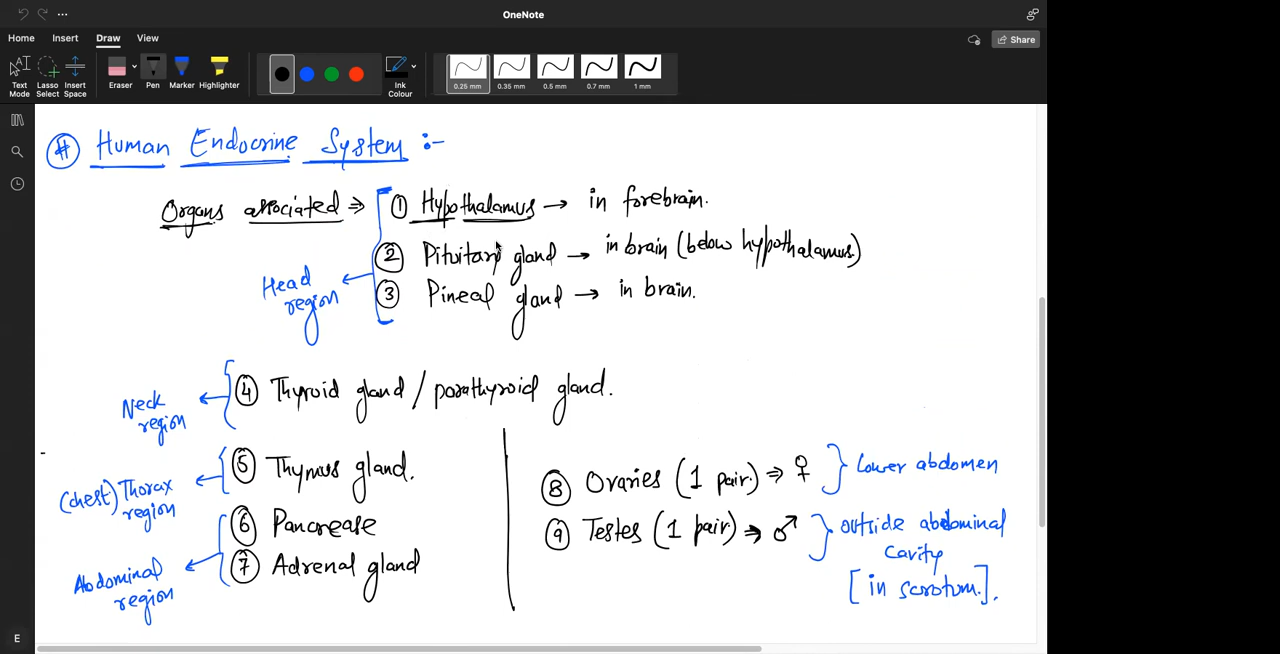 OneNote
Home Insert Draw View
Share
Text Mode
Lasso Select
Insert Space
Eraser
Pen
Marker
Highlighter
Ink Colour
0.25 mm
0.35 mm
0.5 mm
0.7 mm
1 mm
# Human Endocrine System :-
Organs associated ⇒ ① Hypothalamus → in forebrain.
② Pituitary gland → in brain (below hypothalamus)
③ Pineal gland → in brain.
Head region
④ Thyroid gland / parathyroid gland.
Neck region
⑤ Thymus gland.
(chest) Thorax region
⑥ Pancrease
⑦ Adrenal gland
Abdominal region
⑧ Ovaries (1 pair) ⇒ ♀ } lower abdomen
⑨ Testes (1 pair) ⇒ ♂ } outside abdominal cavity
[in scrotum].
E